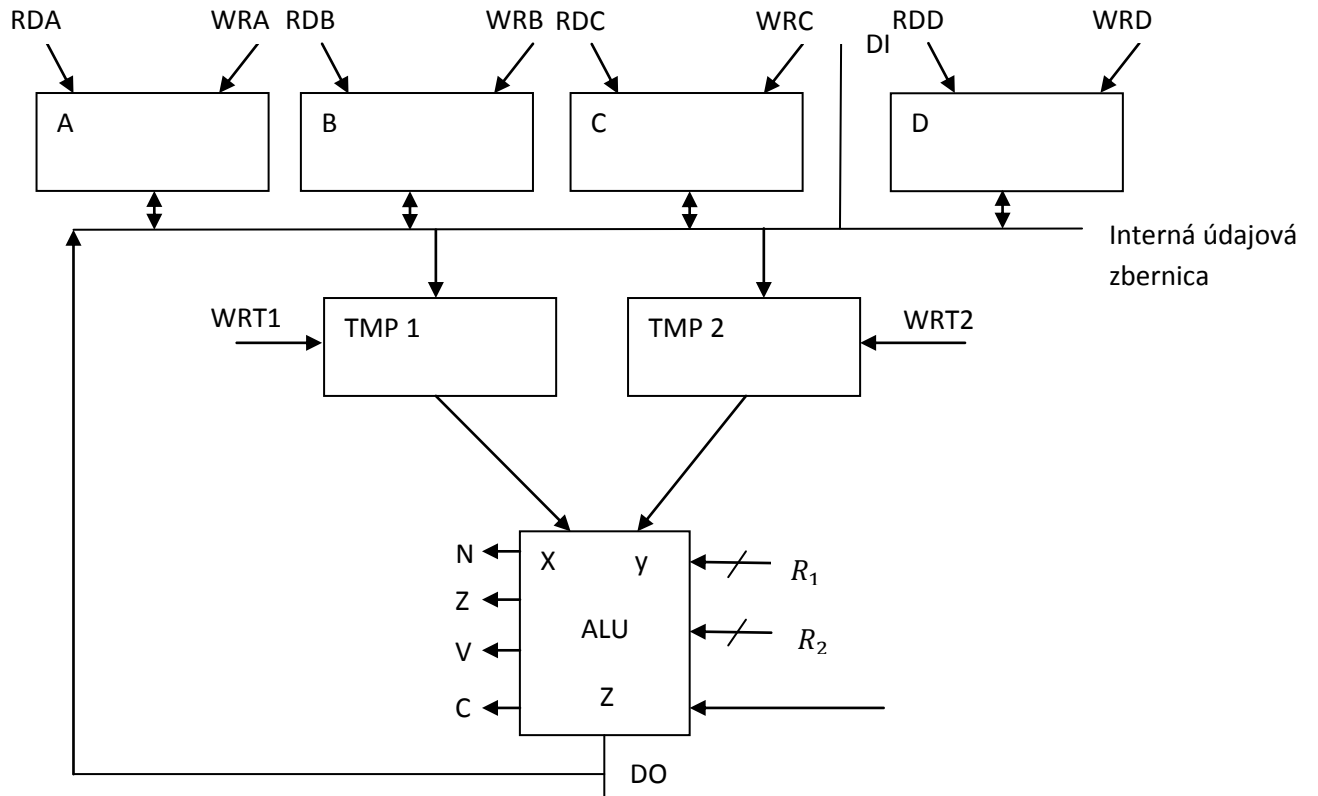 RDA WRA RDB WRB RDC WRC RDD WRD
DI
A B C D
Interná údajová
zbernica
WRT1 TMP 1 TMP 2 WRT2
N X y R₁
Z
ALU R₂
V
Z
C
DO